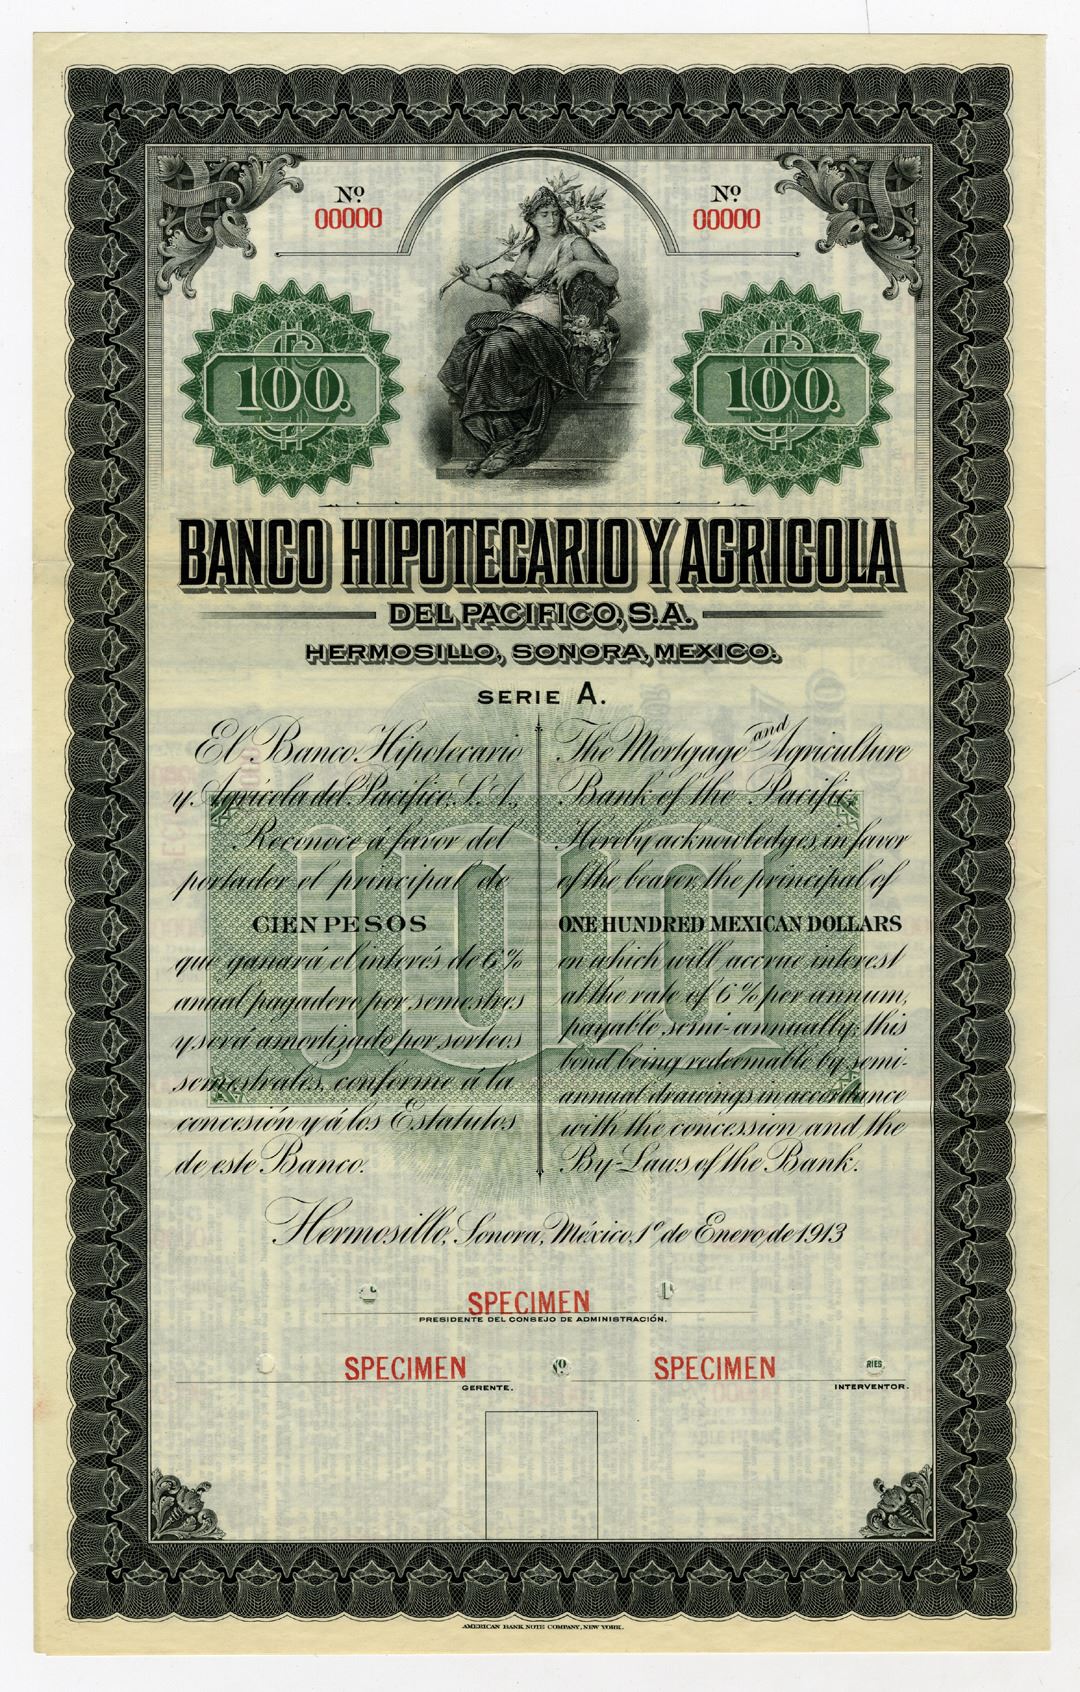 Nº 00000
Nº 00000
$ 100.
$ 100.
BANCO HIPOTECARIO Y AGRICOLA
DEL PACIFICO, S.A.
HERMOSILLO, SONORA, MEXICO.
SERIE A.
El Banco Hipotecario
y Agrícola del Pacífico, S. A.,
Reconoce á favor del
portador el principal de
CIEN PESOS
que ganará el interés de 6%
anual pagadero por semestres
y será amortizado por sorteos
semestrales, conforme á la
concesión y á los Estatutos
de este Banco.
The Mortgage and Agriculture
Bank of the Pacific,
Hereby acknowledges in favor
of the bearer, the principal of
ONE HUNDRED MEXICAN DOLLARS
on which will accrue interest
at the rate of 6% per annum,
payable semi-annually; this
bond being redeemable by semi-
annual drawings in accordance
with the concession and the
By-Laws of the Bank.
100
Hermosillo, Sonora, México, 1º de Enero de 1913
SPECIMEN
PRESIDENTE DEL CONSEJO DE ADMINISTRACIÓN.
SPECIMEN
GERENTE.
SPECIMEN
INTERVENTOR.
AMERICAN BANK NOTE COMPANY, NEW YORK.